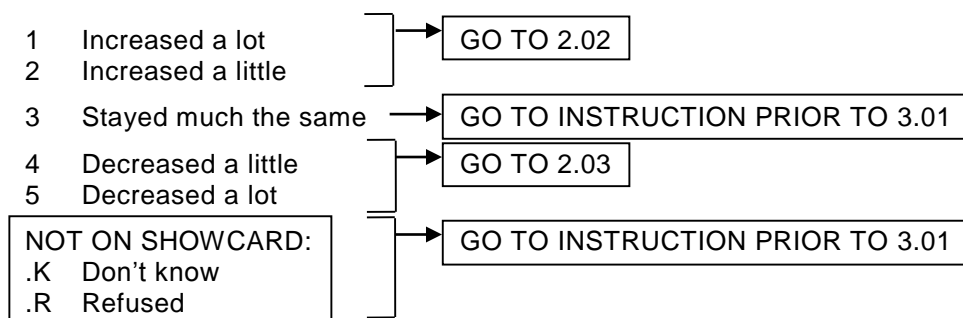 1 Increased a lot
2 Increased a little
GO TO 2.02
3 Stayed much the same
GO TO INSTRUCTION PRIOR TO 3.01
4 Decreased a little
5 Decreased a lot
GO TO 2.03
NOT ON SHOWCARD:
.K Don't know
.R Refused
GO TO INSTRUCTION PRIOR TO 3.01